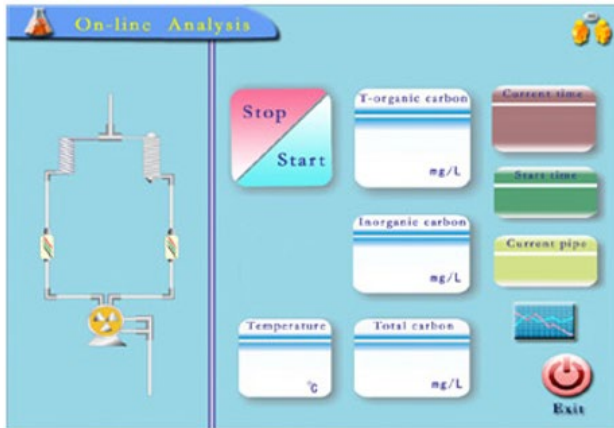 On-line Analysis
Stop
Start
T-organic carbon
mg/L
Current time
Start time
Inorganic carbon
mg/L
Current pipe
Temperature
°C
Total carbon
mg/L
Exit